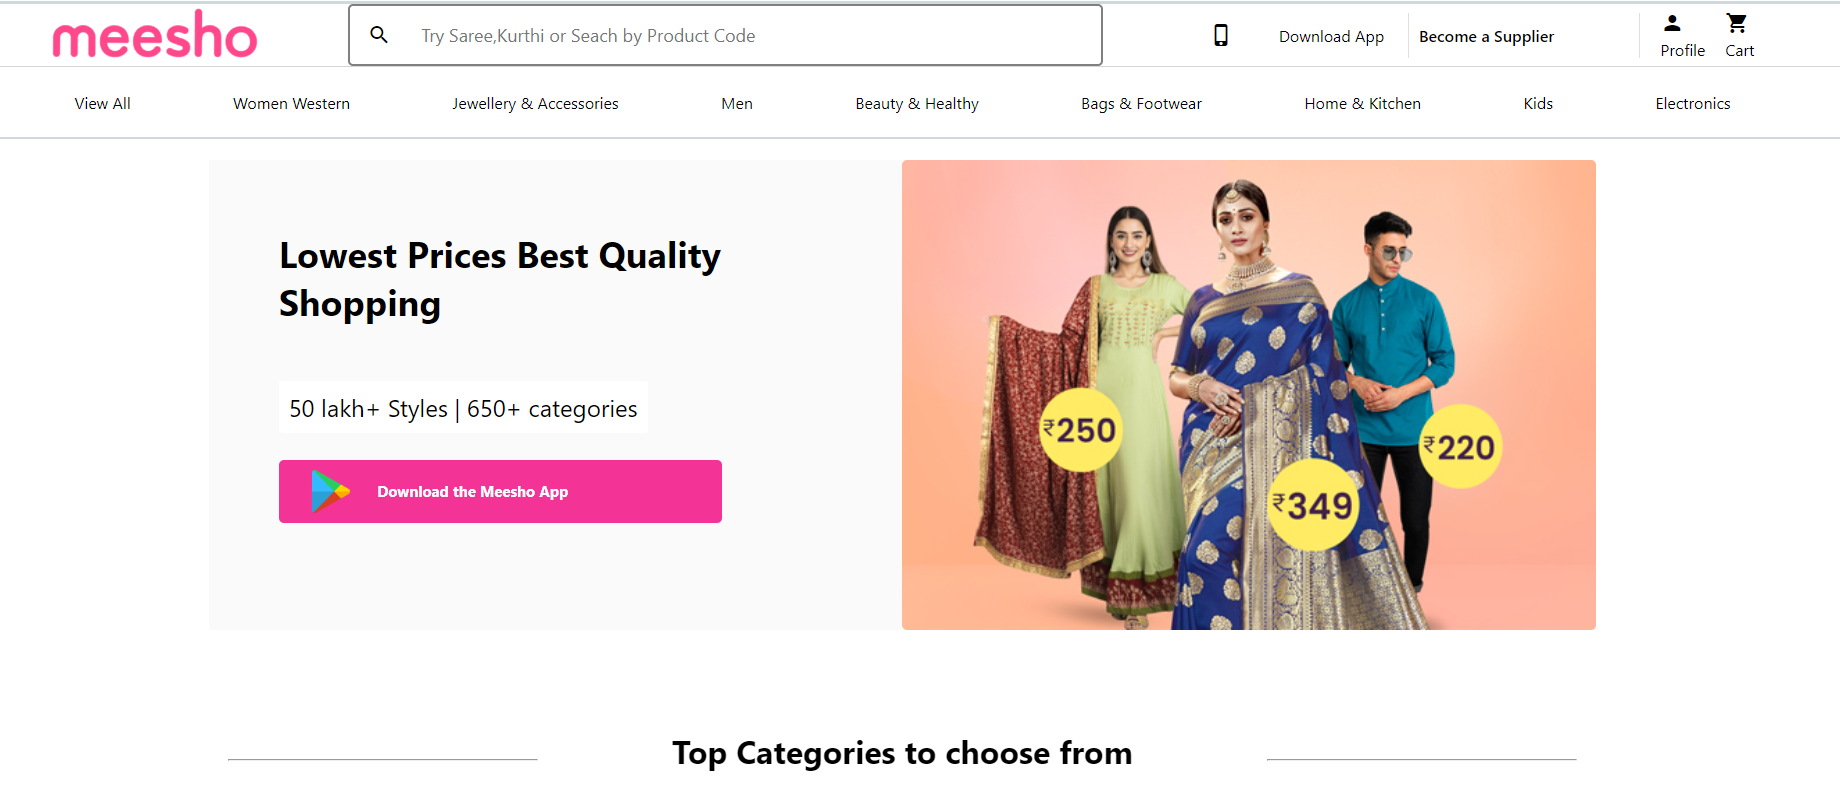 meesho
Try Saree,Kurthi or Seach by Product Code
Download App
Become a Supplier
Profile
Cart
View All
Women Western
Jewellery & Accessories
Men
Beauty & Healthy
Bags & Footwear
Home & Kitchen
Kids
Electronics
Lowest Prices Best Quality
Shopping
50 lakh+ Styles | 650+ categories
Download the Meesho App
₹250
₹349
₹220
Top Categories to choose from